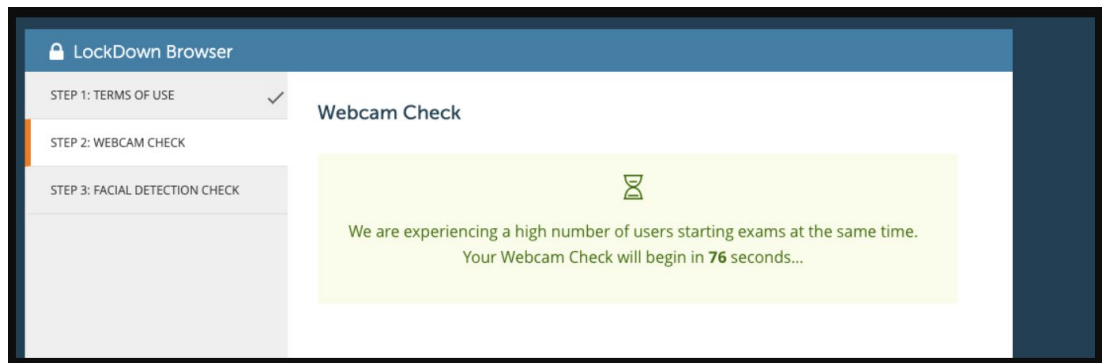 LockDown Browser
STEP 1: TERMS OF USE
STEP 2: WEBCAM CHECK
STEP 3: FACIAL DETECTION CHECK
Webcam Check
We are experiencing a high number of users starting exams at the same time.
Your Webcam Check will begin in 76 seconds...